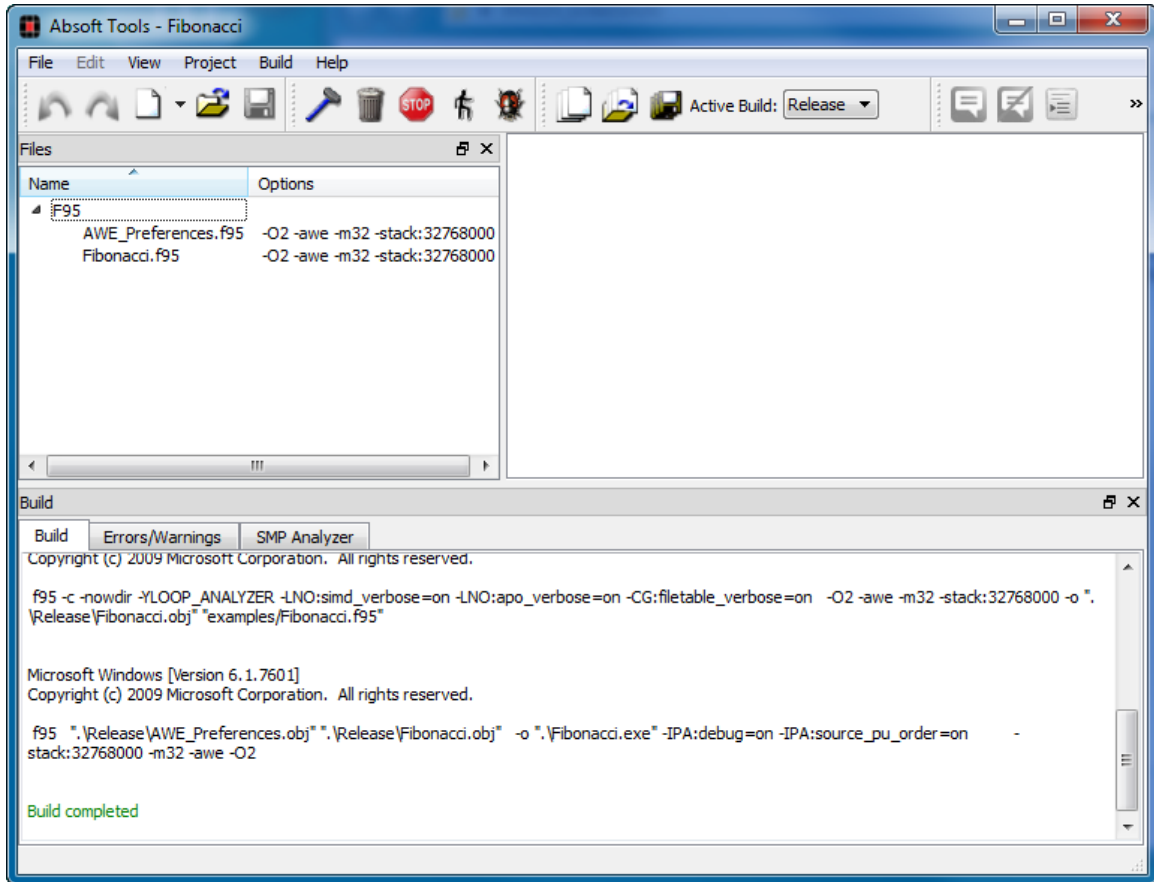 Absoft Tools - Fibonacci
File Edit View Project Build Help
STOP Active Build: Release »
Files
Name Options
F95
AWE_Preferences.f95 -O2 -awe -m32 -stack:32768000
Fibonacci.f95 -O2 -awe -m32 -stack:32768000
Build
Build Errors/Warnings SMP Analyzer
Copyright (c) 2009 Microsoft Corporation. All rights reserved.
f95 -c -nowdir -YLOOP_ANALYZER -LNO:simd_verbose=on -LNO:apo_verbose=on -CG:filetable_verbose=on -O2 -awe -m32 -stack:32768000 -o ".
\Release\Fibonacci.obj" "examples/Fibonacci.f95"
Microsoft Windows [Version 6.1.7601]
Copyright (c) 2009 Microsoft Corporation. All rights reserved.
f95 ".\Release\AWE_Preferences.obj" ".\Release\Fibonacci.obj" -o ".\Fibonacci.exe" -IPA:debug=on -IPA:source_pu_order=on -
stack:32768000 -m32 -awe -O2
Build completed